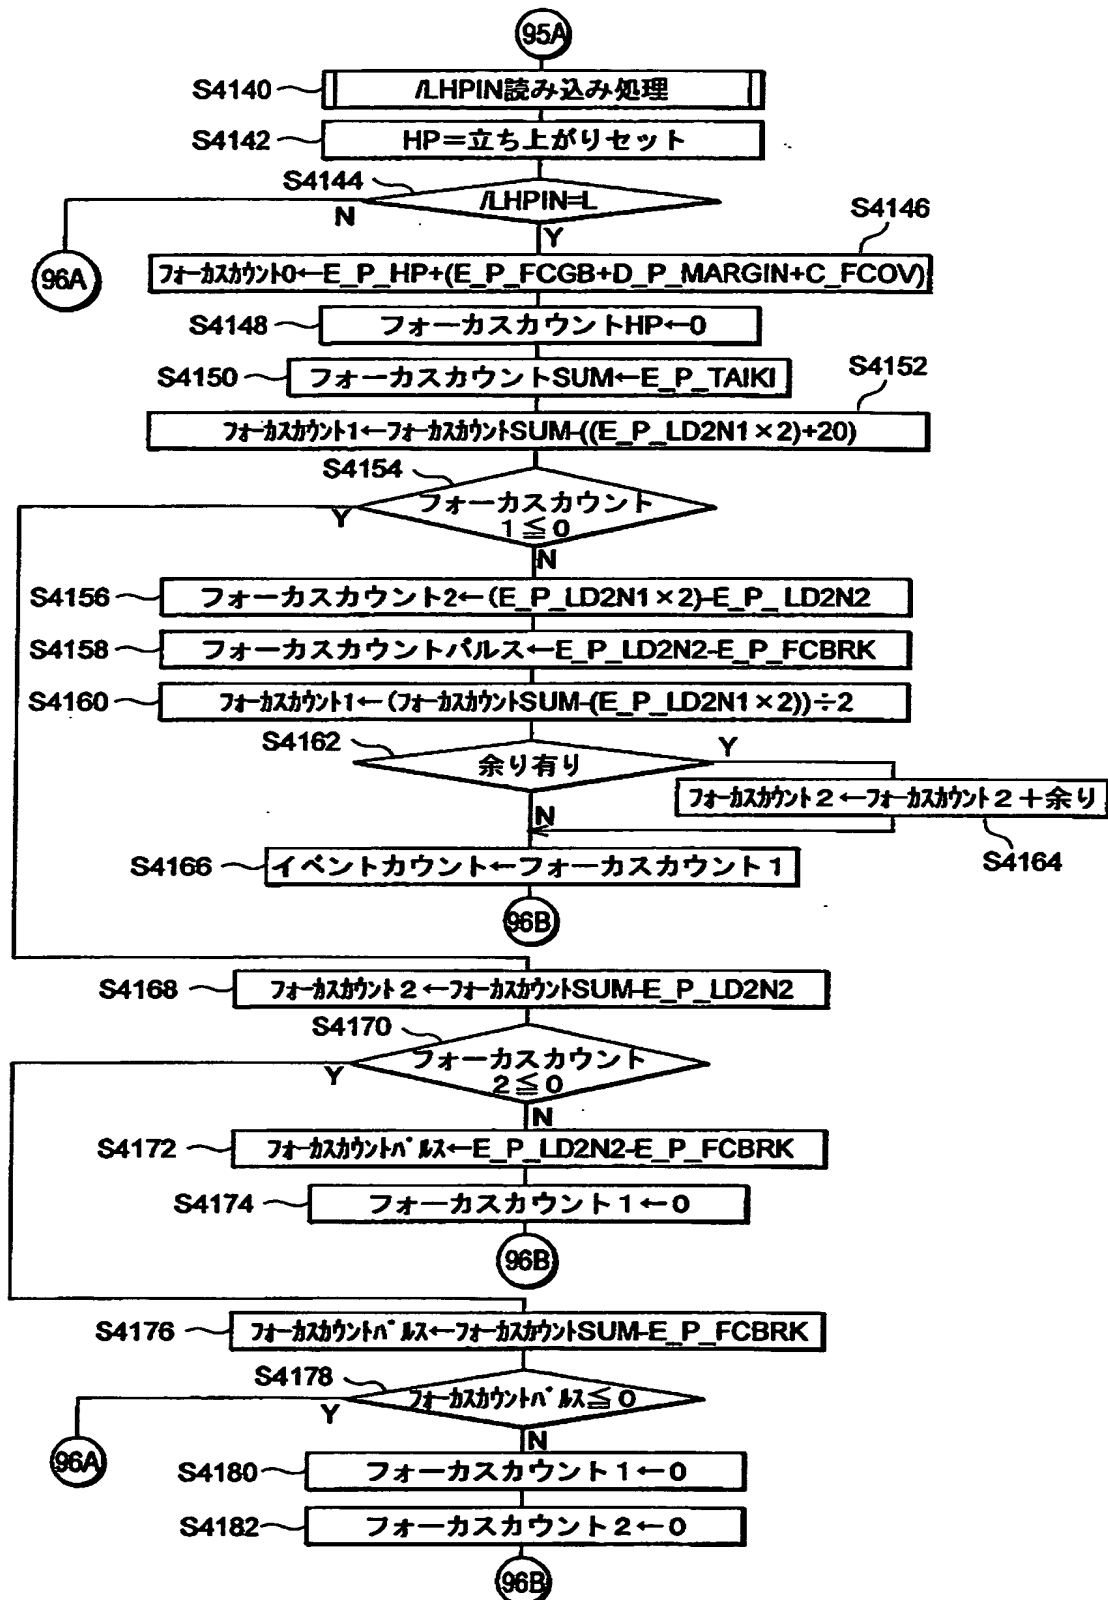 95A
S4140
/LHPIN読み込み処理
S4142
HP=立ち上がりセット
S4144
/LHPIN=L
N
Y
96A
S4146
ﾌｫｰｶｽｶｳﾝﾄ0←E_P_HP+(E_P_FCGB+D_P_MARGIN+C_FCOV)
S4148
フォーカスカウントHP←0
S4150
フォーカスカウントSUM←E_P_TAIKI
S4152
ﾌｫｰｶｽｶｳﾝﾄ1←ﾌｫｰｶｽｶｳﾝﾄSUM-((E_P_LD2N1×2)+20)
S4154
フォーカスカウント
1≦0
Y
N
S4156
フォーカスカウント2←(E_P_LD2N1×2)-E_P_LD2N2
S4158
フォーカスカウントパルス←E_P_LD2N2-E_P_FCBRK
S4160
ﾌｫｰｶｽｶｳﾝﾄ1←(ﾌｫｰｶｽｶｳﾝﾄSUM-(E_P_LD2N1×2))÷2
S4162
余り有り
Y
N
ﾌｫｰｶｽｶｳﾝﾄ2←ﾌｫｰｶｽｶｳﾝﾄ2+余り
S4164
S4166
イベントカウント←フォーカスカウント1
96B
S4168
ﾌｫｰｶｽｶｳﾝﾄ2←ﾌｫｰｶｽｶｳﾝﾄSUM-E_P_LD2N2
S4170
フォーカスカウント
2≦0
Y
N
S4172
ﾌｫｰｶｽｶｳﾝﾄﾊﾟﾙｽ←E_P_LD2N2-E_P_FCBRK
S4174
フォーカスカウント1←0
96B
S4176
ﾌｫｰｶｽｶｳﾝﾄﾊﾟﾙｽ←ﾌｫｰｶｽｶｳﾝﾄSUM-E_P_FCBRK
S4178
ﾌｫｰｶｽｶｳﾝﾄﾊﾟﾙｽ≦0
Y
N
96A
S4180
フォーカスカウント1←0
S4182
フォーカスカウント2←0
96B